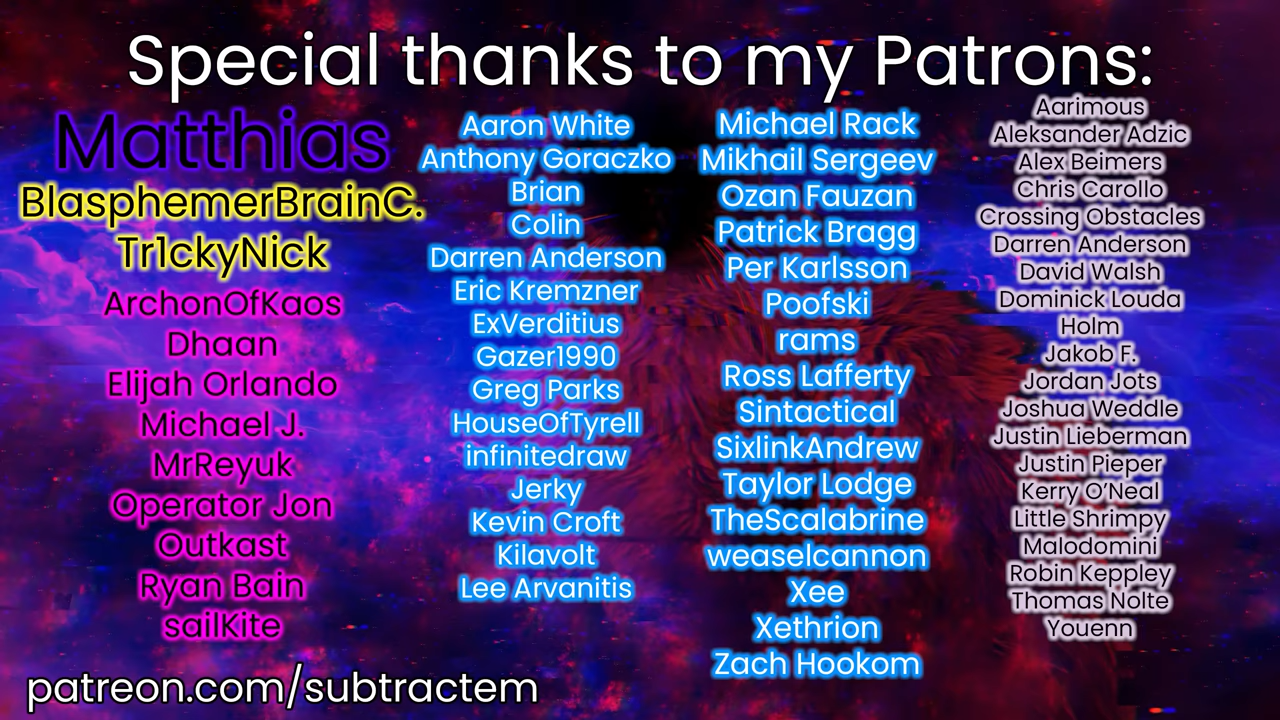 Special thanks to my Patrons:
Matthias
BlasphemerBrainC.
Tr1ckyNick
ArchonOfKaos
Dhaan
Elijah Orlando
Michael J.
MrReyuk
Operator Jon
Outkast
Ryan Bain
sailKite
Aaron White
Anthony Goraczko
Brian
Colin
Darren Anderson
Eric Kremzner
ExVerditius
Gazer1990
Greg Parks
HouseOfTyrell
infinitedraw
Jerky
Kevin Croft
Kilavolt
Lee Arvanitis
Michael Rack
Mikhail Sergeev
Ozan Fauzan
Patrick Bragg
Per Karlsson
Poofski
rams
Ross Lafferty
Sintactical
SixlinkAndrew
Taylor Lodge
TheScalabrine
weaselcannon
Xee
Xethrion
Zach Hookom
Aarimous
Aleksander Adzic
Alex Beimers
Chris Carollo
Crossing Obstacles
Darren Anderson
David Walsh
Dominick Louda
Holm
Jakob F.
Jordan Jots
Joshua Weddle
Justin Lieberman
Justin Pieper
Kerry O’Neal
Little Shrimpy
Malodomini
Robin Keppley
Thomas Nolte
Youenn
patreon.com/subtractem